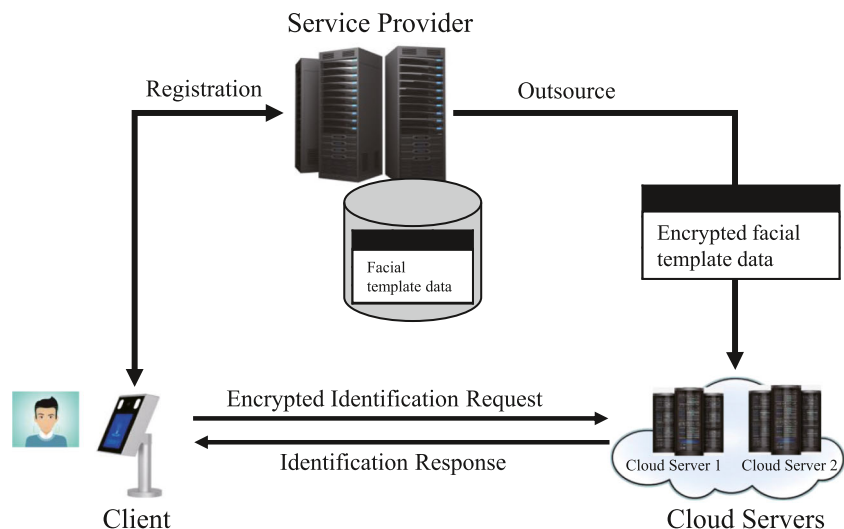 Service Provider
Registration
Outsource
Encrypted facial
template data
Facial
template data
Encrypted Identification Request
Identification Response
Cloud Server 1
Cloud Server 2
Client
Cloud Servers